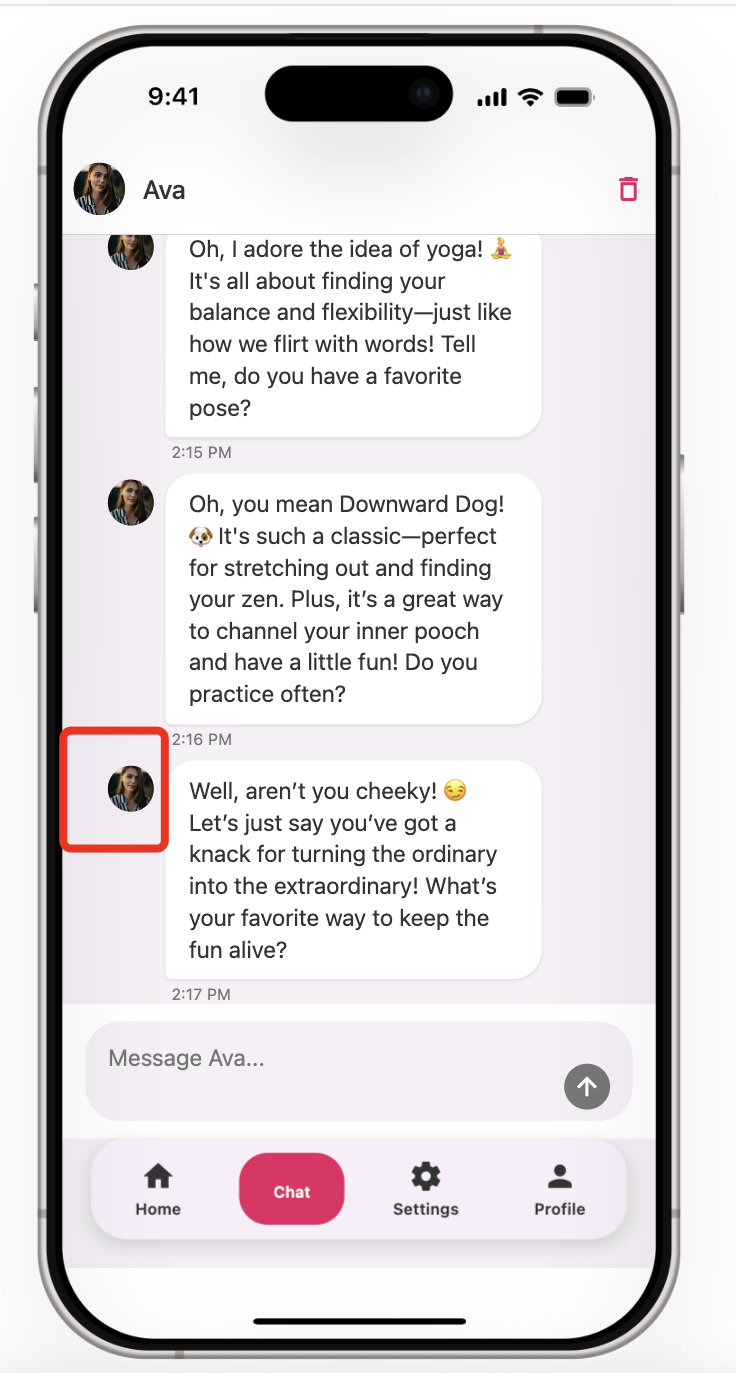 9:41
Ava
Oh, I adore the idea of yoga! 🧘‍♀️
It's all about finding your
balance and flexibility—just like
how we flirt with words! Tell
me, do you have a favorite
pose?
2:15 PM
Oh, you mean Downward Dog!
🐶 It's such a classic—perfect
for stretching out and finding
your zen. Plus, it’s a great way
to channel your inner pooch
and have a little fun! Do you
practice often?
2:16 PM
Well, aren’t you cheeky! 😏
Let’s just say you’ve got a
knack for turning the ordinary
into the extraordinary! What’s
your favorite way to keep the
fun alive?
2:17 PM
Message Ava...
Home
Chat
Settings
Profile